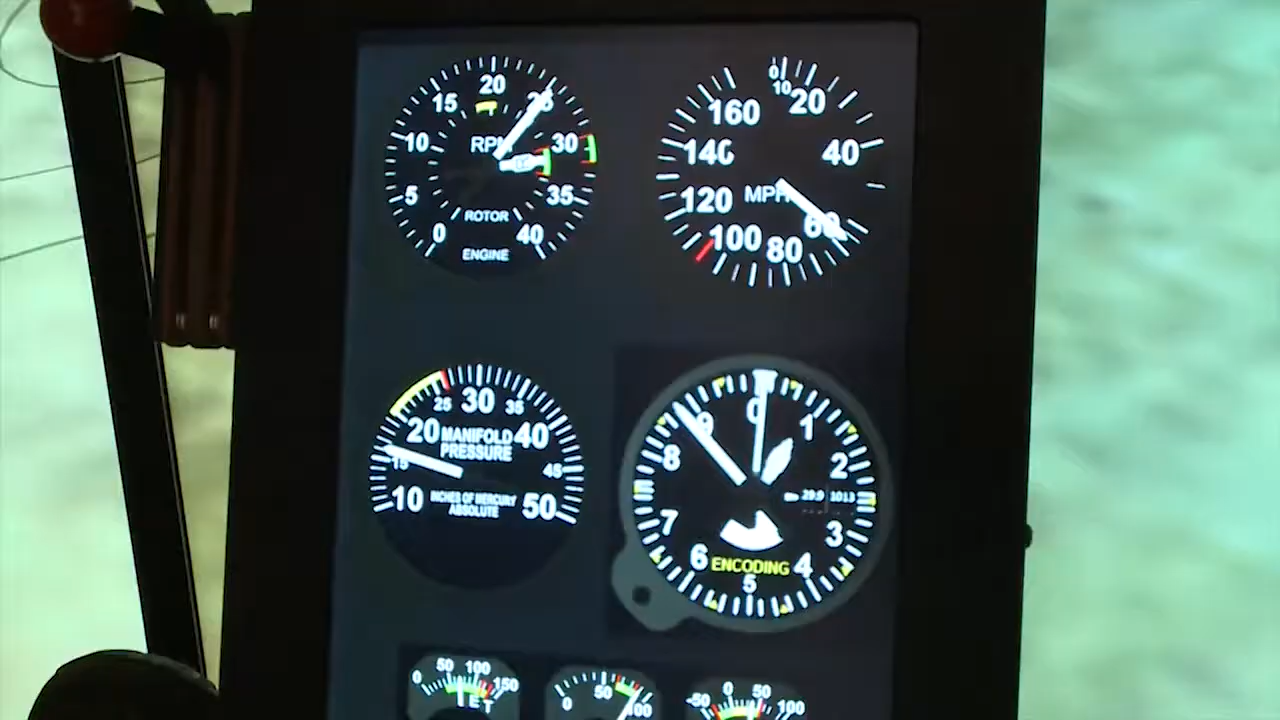 0 5 10 15 20 25 30 35 40
RPM
ROTOR
ENGINE
0 10 20 40 60 80 100 120 140 160
MPH
10 15 20 25 30 35 40 45 50
MANIFOLD
PRESSURE
INCHES OF MERCURY
ABSOLUTE
0 1 2 3 4 5 6 7 8 9
29.9 1013
ENCODING
0 50 100 150
0 50 100
-50 0 50 100